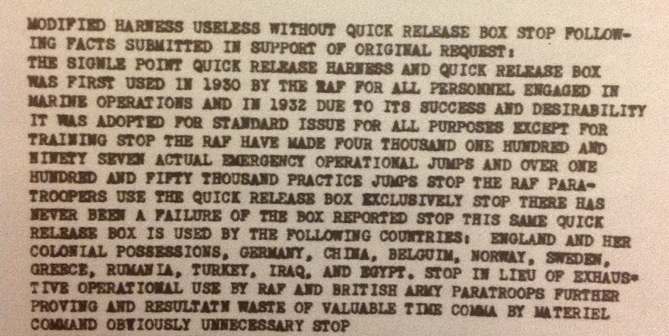 MODIFIED HARNESS USELESS WITHOUT QUICK RELEASE BOX STOP FOLLOW-
ING FACTS SUBMITTED IN SUPPORT OF ORIGINAL REQUEST:
THE SIGNLE POINT QUICK RELEASE HARNESS AND QUICK RELEASE BOX
WAS FIRST USED IN 1930 BY THE RAF FOR ALL PERSONNEL ENGAGED IN
MARINE OPERATIONS AND IN 1932 DUE TO ITS SUCCESS AND DESIRABILITY
IT WAS ADOPTED FOR STANDARD ISSUE FOR ALL PURPOSES EXCEPT FOR
TRAINING STOP THE RAF HAVE MADE FOUR THOUSAND ONE HUNDRED AND
NINETY SEVEN ACTUAL EMERGENCY OPERATIONAL JUMPS AND OVER ONE
HUNDRED AND FIFTY THOUSAND PRACTICE JUMPS STOP THE RAF PARA-
TROOPERS USE THE QUICK RELEASE BOX EXCLUSIVELY STOP THERE HAS
NEVER BEEN A FAILURE OF THE BOX REPORTED STOP THIS SAME QUICK
RELEASE BOX IS USED BY THE FOLLOWING COUNTRIES: ENGLAND AND HER
COLONIAL POSSESSIONS, GERMANY, CHINA, BELGUIM, NORWAY, SWEDEN,
GREECE, RUMANIA, TURKEY, IRAQ, AND EGYPT. STOP IN LIEU OF EXHAUS-
TIVE OPERATIONAL USE BY RAF AND BRITISH ARMY PARATROOPS FURTHER
PROVING AND RESULTATN WASTE OF VALUABLE TIME COMMA BY MATERIEL
COMMAND OBVIOUSLY UNNECESSARY STOP